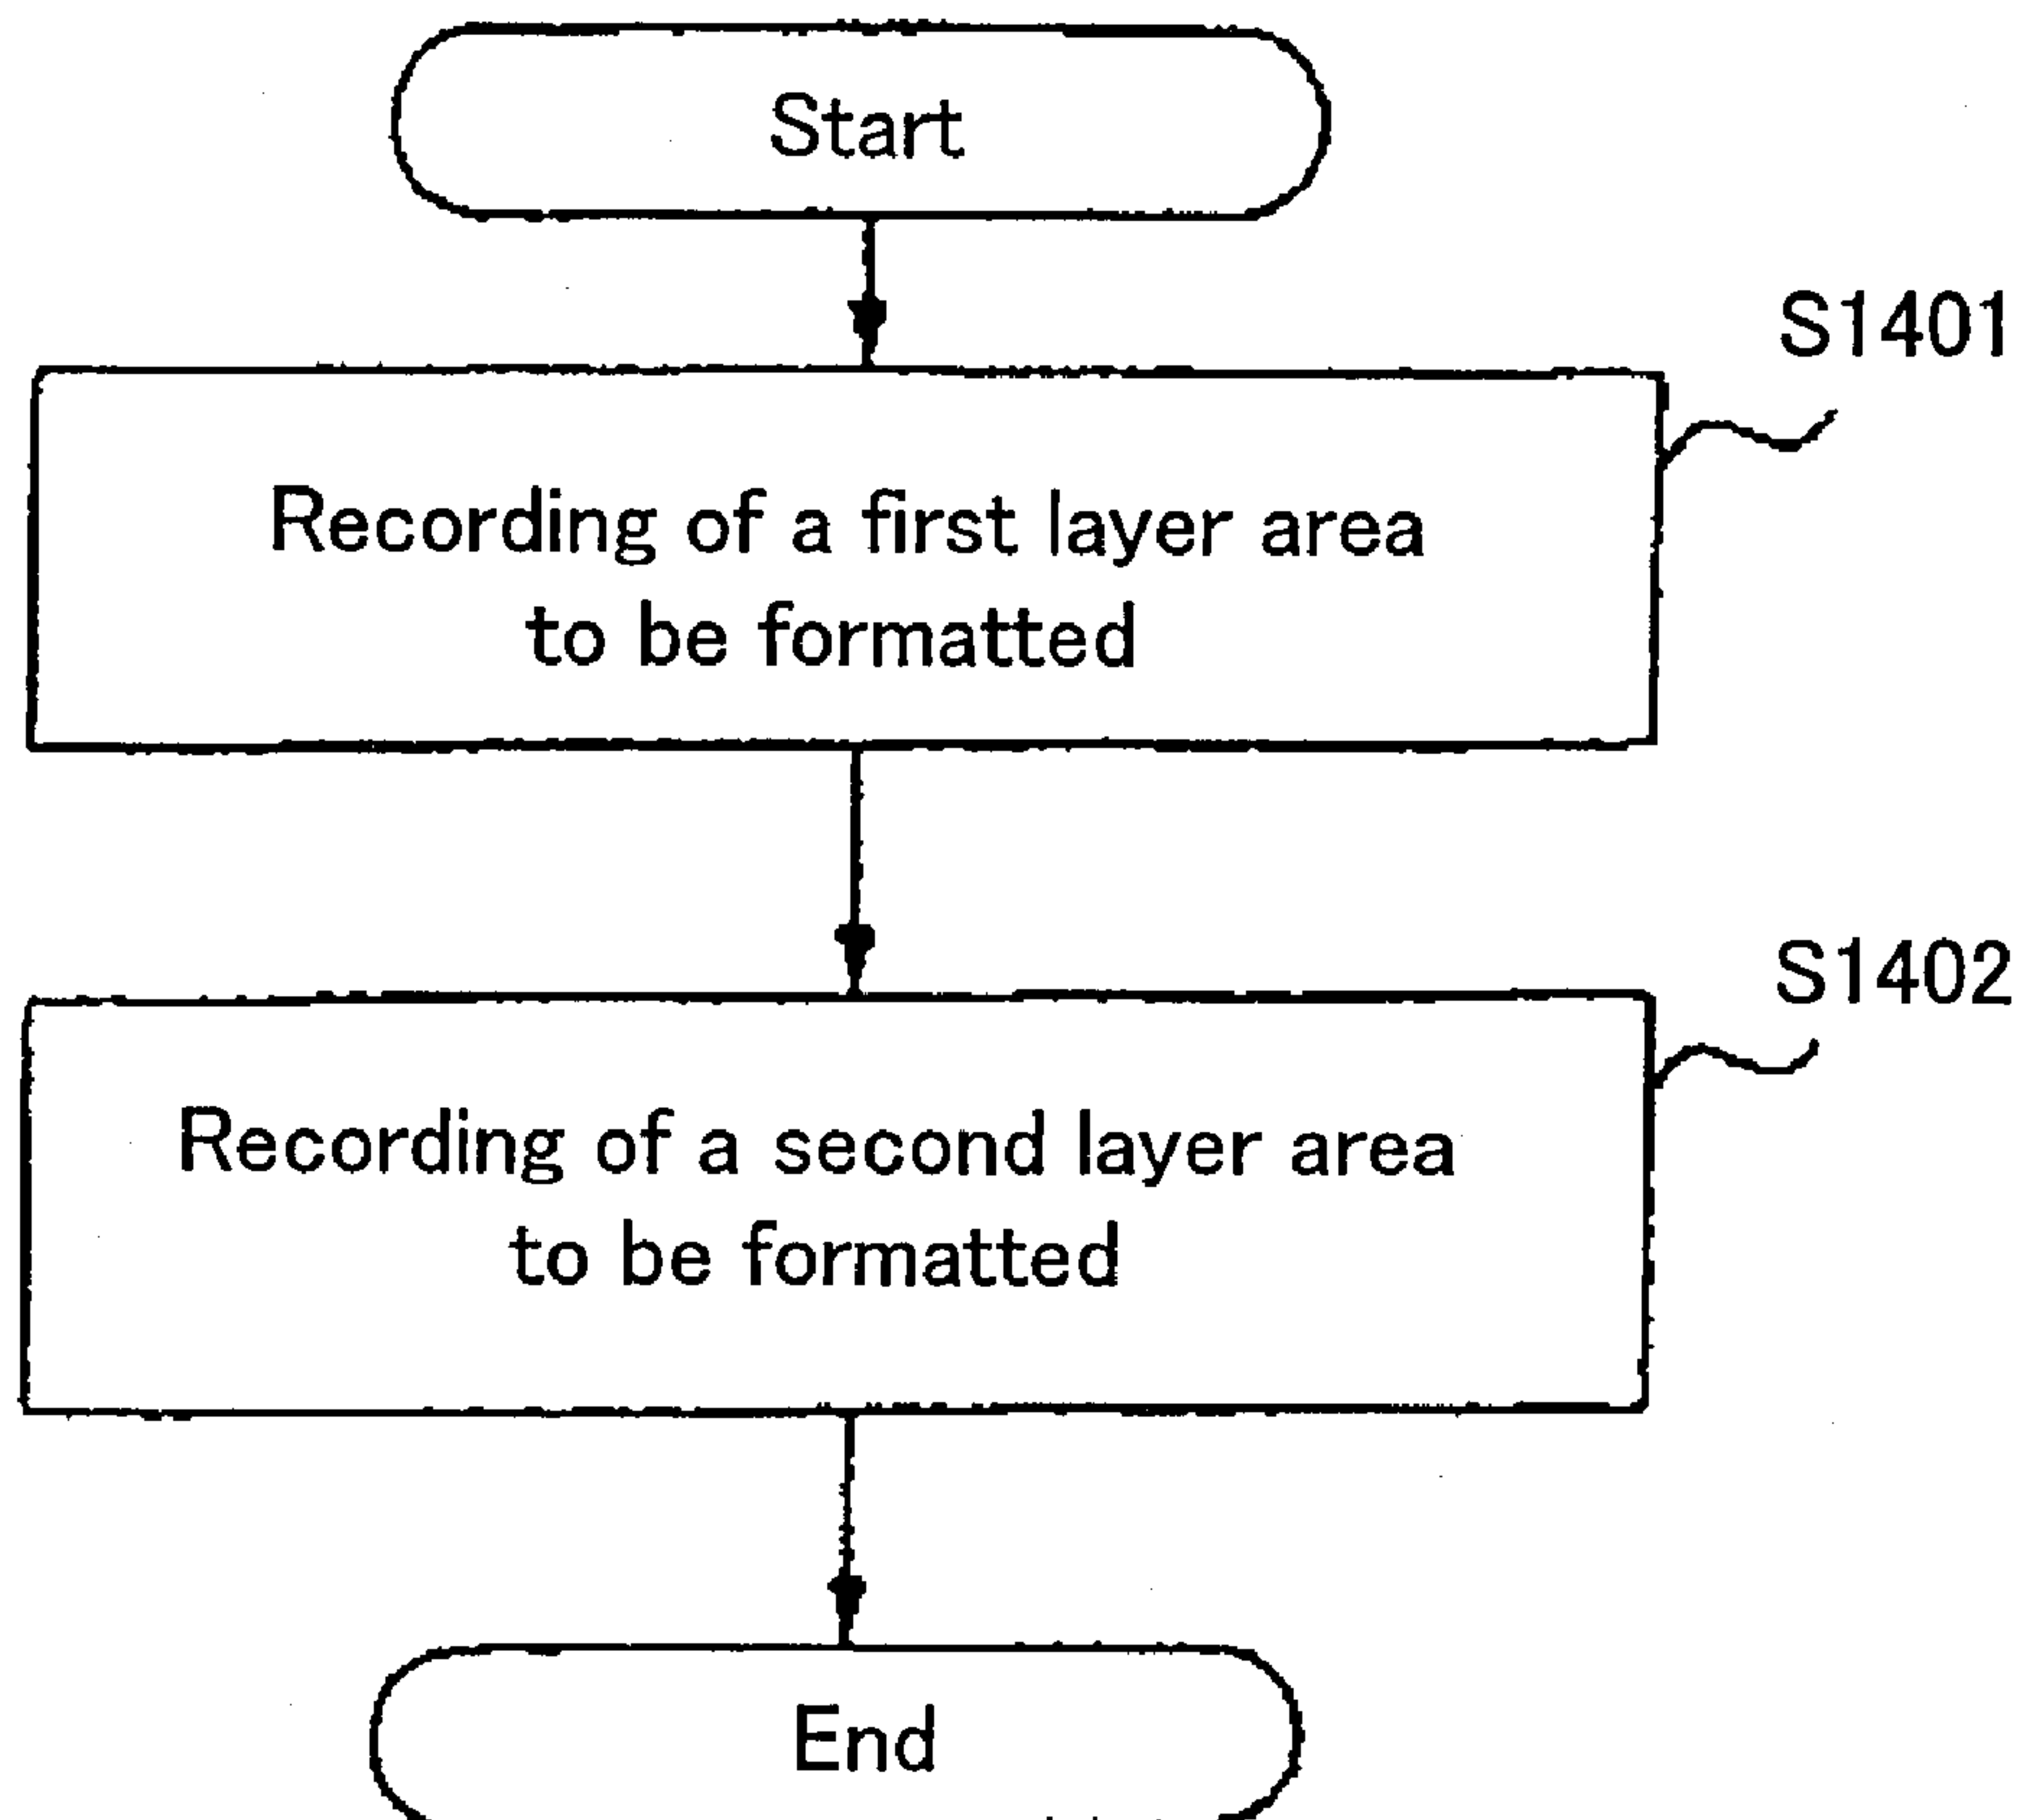 Start
S1401
Recording of a first layer area
to be formatted
S1402
Recording of a second layer area
to be formatted
End